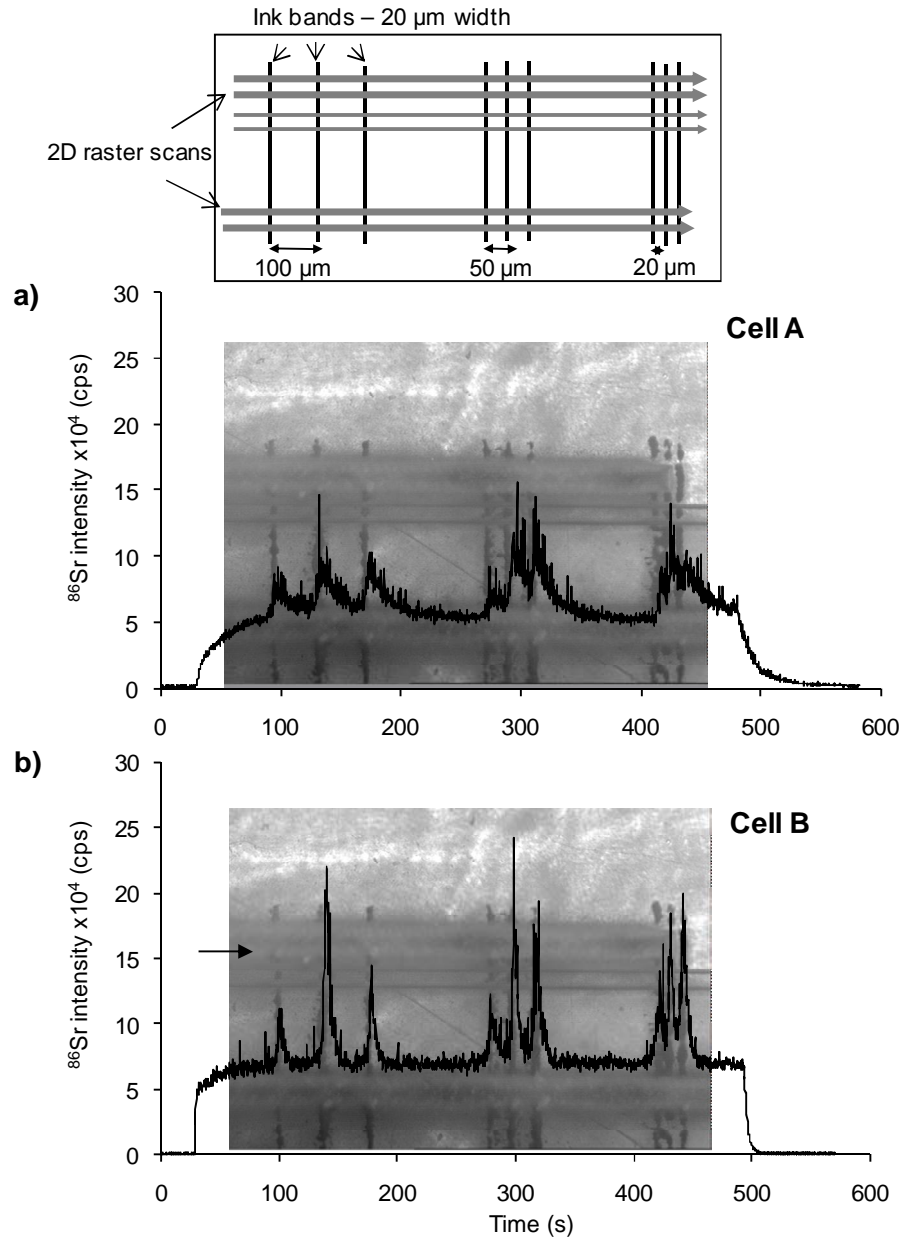 Ink bands – 20 µm width
2D raster scans
100 µm
50 µm
20 µm
a)
Cell A
30
25
20
15
10
5
0
⁸⁶Sr intensity x10⁴ (cps)
0 100 200 300 400 500 600
b)
Cell B
30
25
20
15
10
5
0
⁸⁶Sr intensity x10⁴ (cps)
0 100 200 300 400 500 600
Time (s)